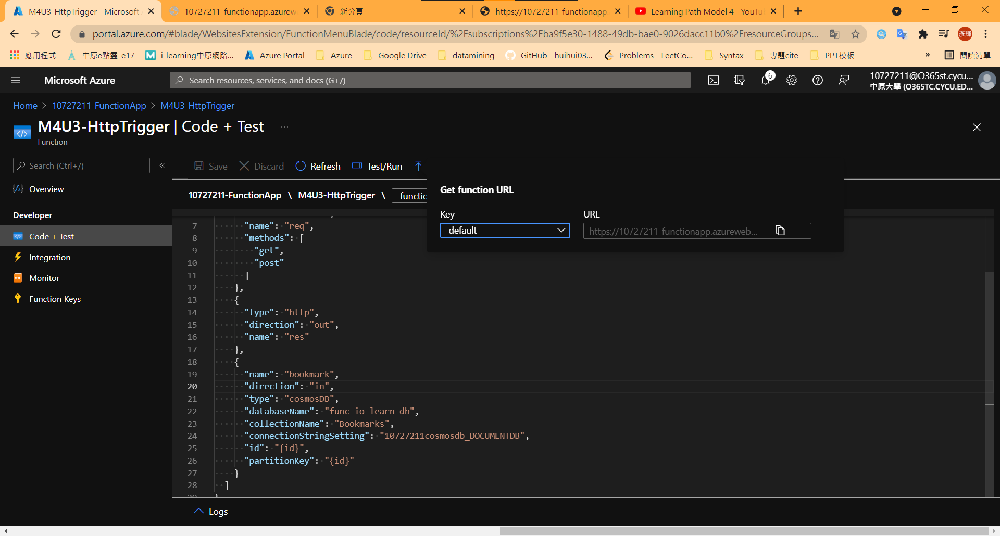 M4U3-HttpTrigger - Microsoft
10727211-functionapp.azurewe
新分頁
https://10727211-functionapp.
Learning Path Model 4 - YouTu
portal.azure.com/#blade/WebsitesExtension/FunctionMenuBlade/code/resourceId/%2Fsubscriptions%2Fba9f5e30-1488-49db-bae0-9026dacc11b0%2FresourceGroups...
彥輝
應用程式
中原e點靈_e17
i-learning中原網路...
Azure Portal
Azure
Google Drive
datamining
GitHub - huihui03...
Problems - LeetCo...
Syntax
專題cite
PPT模板
»
閱讀清單
Microsoft Azure
Search resources, services, and docs (G+/)
6
10727211@O365st.cycu...
中原大學 (O365TC.CYCU.ED...
Home > 10727211-FunctionApp > M4U3-HttpTrigger
M4U3-HttpTrigger | Code + Test ...
Function
Search (Ctrl+/)
«
Save
Discard
Refresh
Test/Run
Overview
Developer
Code + Test
Integration
Monitor
Function Keys
10727211-FunctionApp \ M4U3-HttpTrigger \ functio
Get function URL
Key
default
URL
https://10727211-functionapp.azureweb...
7 "name": "req",
8 "methods": [
9 "get",
10 "post"
11 ]
12 },
13 {
14 "type": "http",
15 "direction": "out",
16 "name": "res"
17 },
18 {
19 "name": "bookmark",
20 "direction": "in",
21 "type": "cosmosDB",
22 "databaseName": "func-io-learn-db",
23 "collectionName": "Bookmarks",
24 "connectionStringSetting": "10727211cosmosdb_DOCUMENTDB",
25 "id": "{id}",
26 "partitionKey": "{id}"
27 }
28 ]
Logs